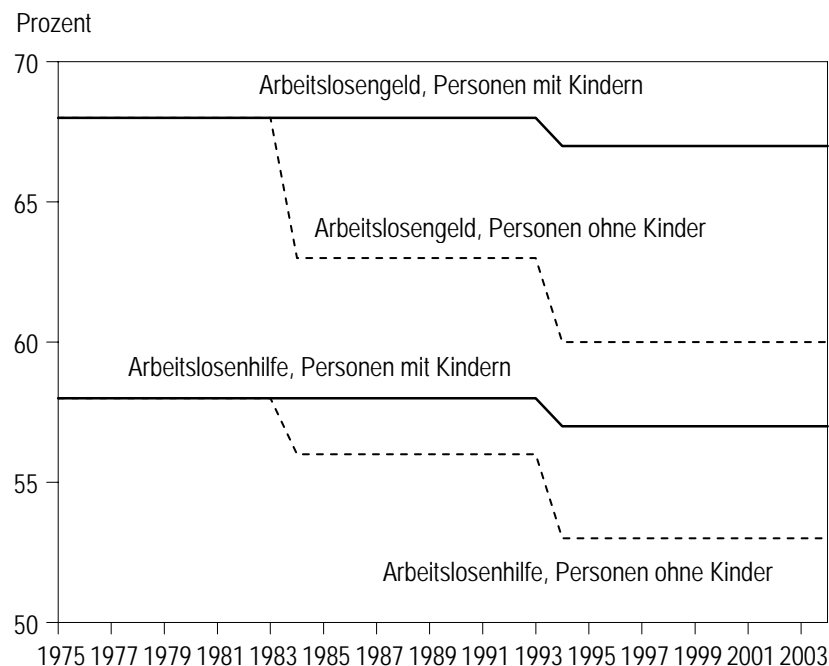 Prozent
70
Arbeitslosengeld, Personen mit Kindern
65
Arbeitslosengeld, Personen ohne Kinder
60
Arbeitslosenhilfe, Personen mit Kindern
55
Arbeitslosenhilfe, Personen ohne Kinder
50
1975 1977 1979 1981 1983 1985 1987 1989 1991 1993 1995 1997 1999 2001 2003